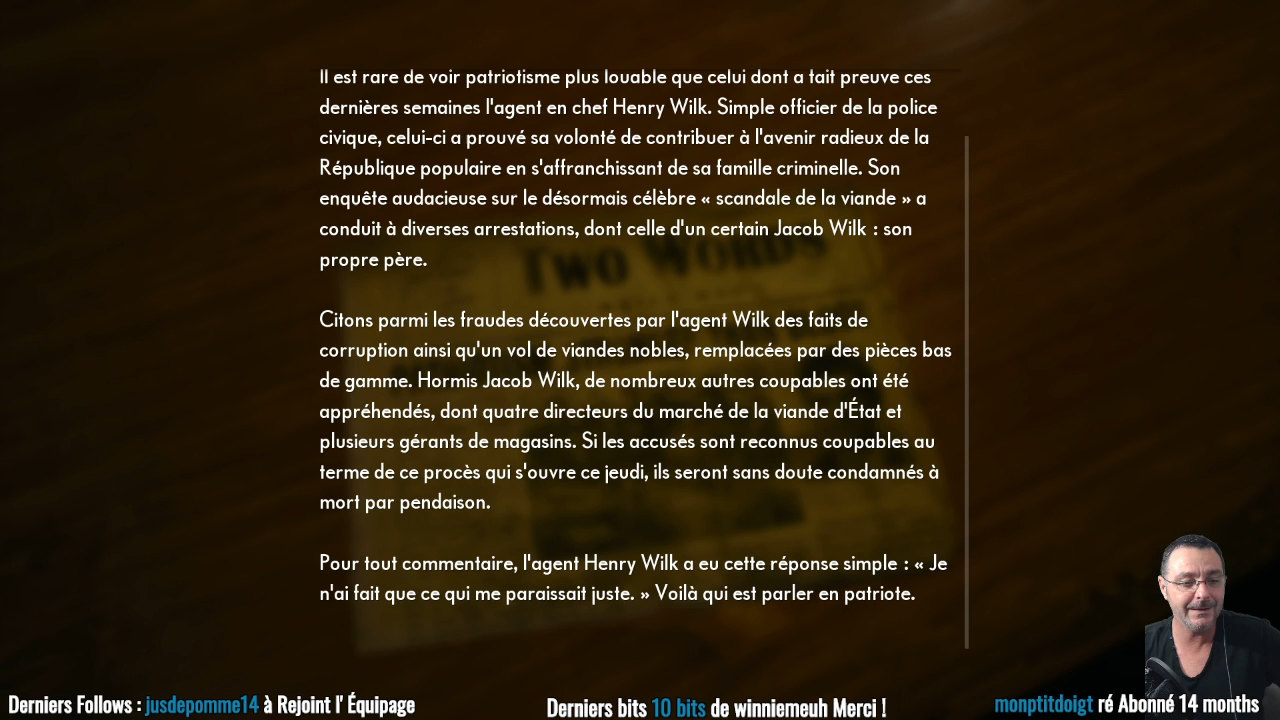 Il est rare de voir patriotisme plus louable que celui dont a fait preuve ces
dernières semaines l'agent en chef Henry Wilk. Simple officier de la police
civique, celui-ci a prouvé sa volonté de contribuer à l'avenir radieux de la
République populaire en s'affranchissant de sa famille criminelle. Son
enquête audacieuse sur le désormais célèbre « scandale de la viande » a
conduit à diverses arrestations, dont celle d'un certain Jacob Wilk : son
propre père.
Two Words
Citons parmi les fraudes découvertes par l'agent Wilk des faits de
corruption ainsi qu'un vol de viandes nobles, remplacées par des pièces bas
de gamme. Hormis Jacob Wilk, de nombreux autres coupables ont été
appréhendés, dont quatre directeurs du marché de la viande d'État et
plusieurs gérants de magasins. Si les accusés sont reconnus coupables au
terme de ce procès qui s'ouvre ce jeudi, ils seront sans doute condamnés à
mort par pendaison.
Pour tout commentaire, l'agent Henry Wilk a eu cette réponse simple : « Je
n'ai fait que ce qui me paraissait juste. » Voilà qui est parler en patriote.
Derniers Follows : jusdepomme14 à Rejoint l' Équipage
Derniers bits 10 bits de winniemeuh Merci !
monptitdoigt ré Abonné 14 months